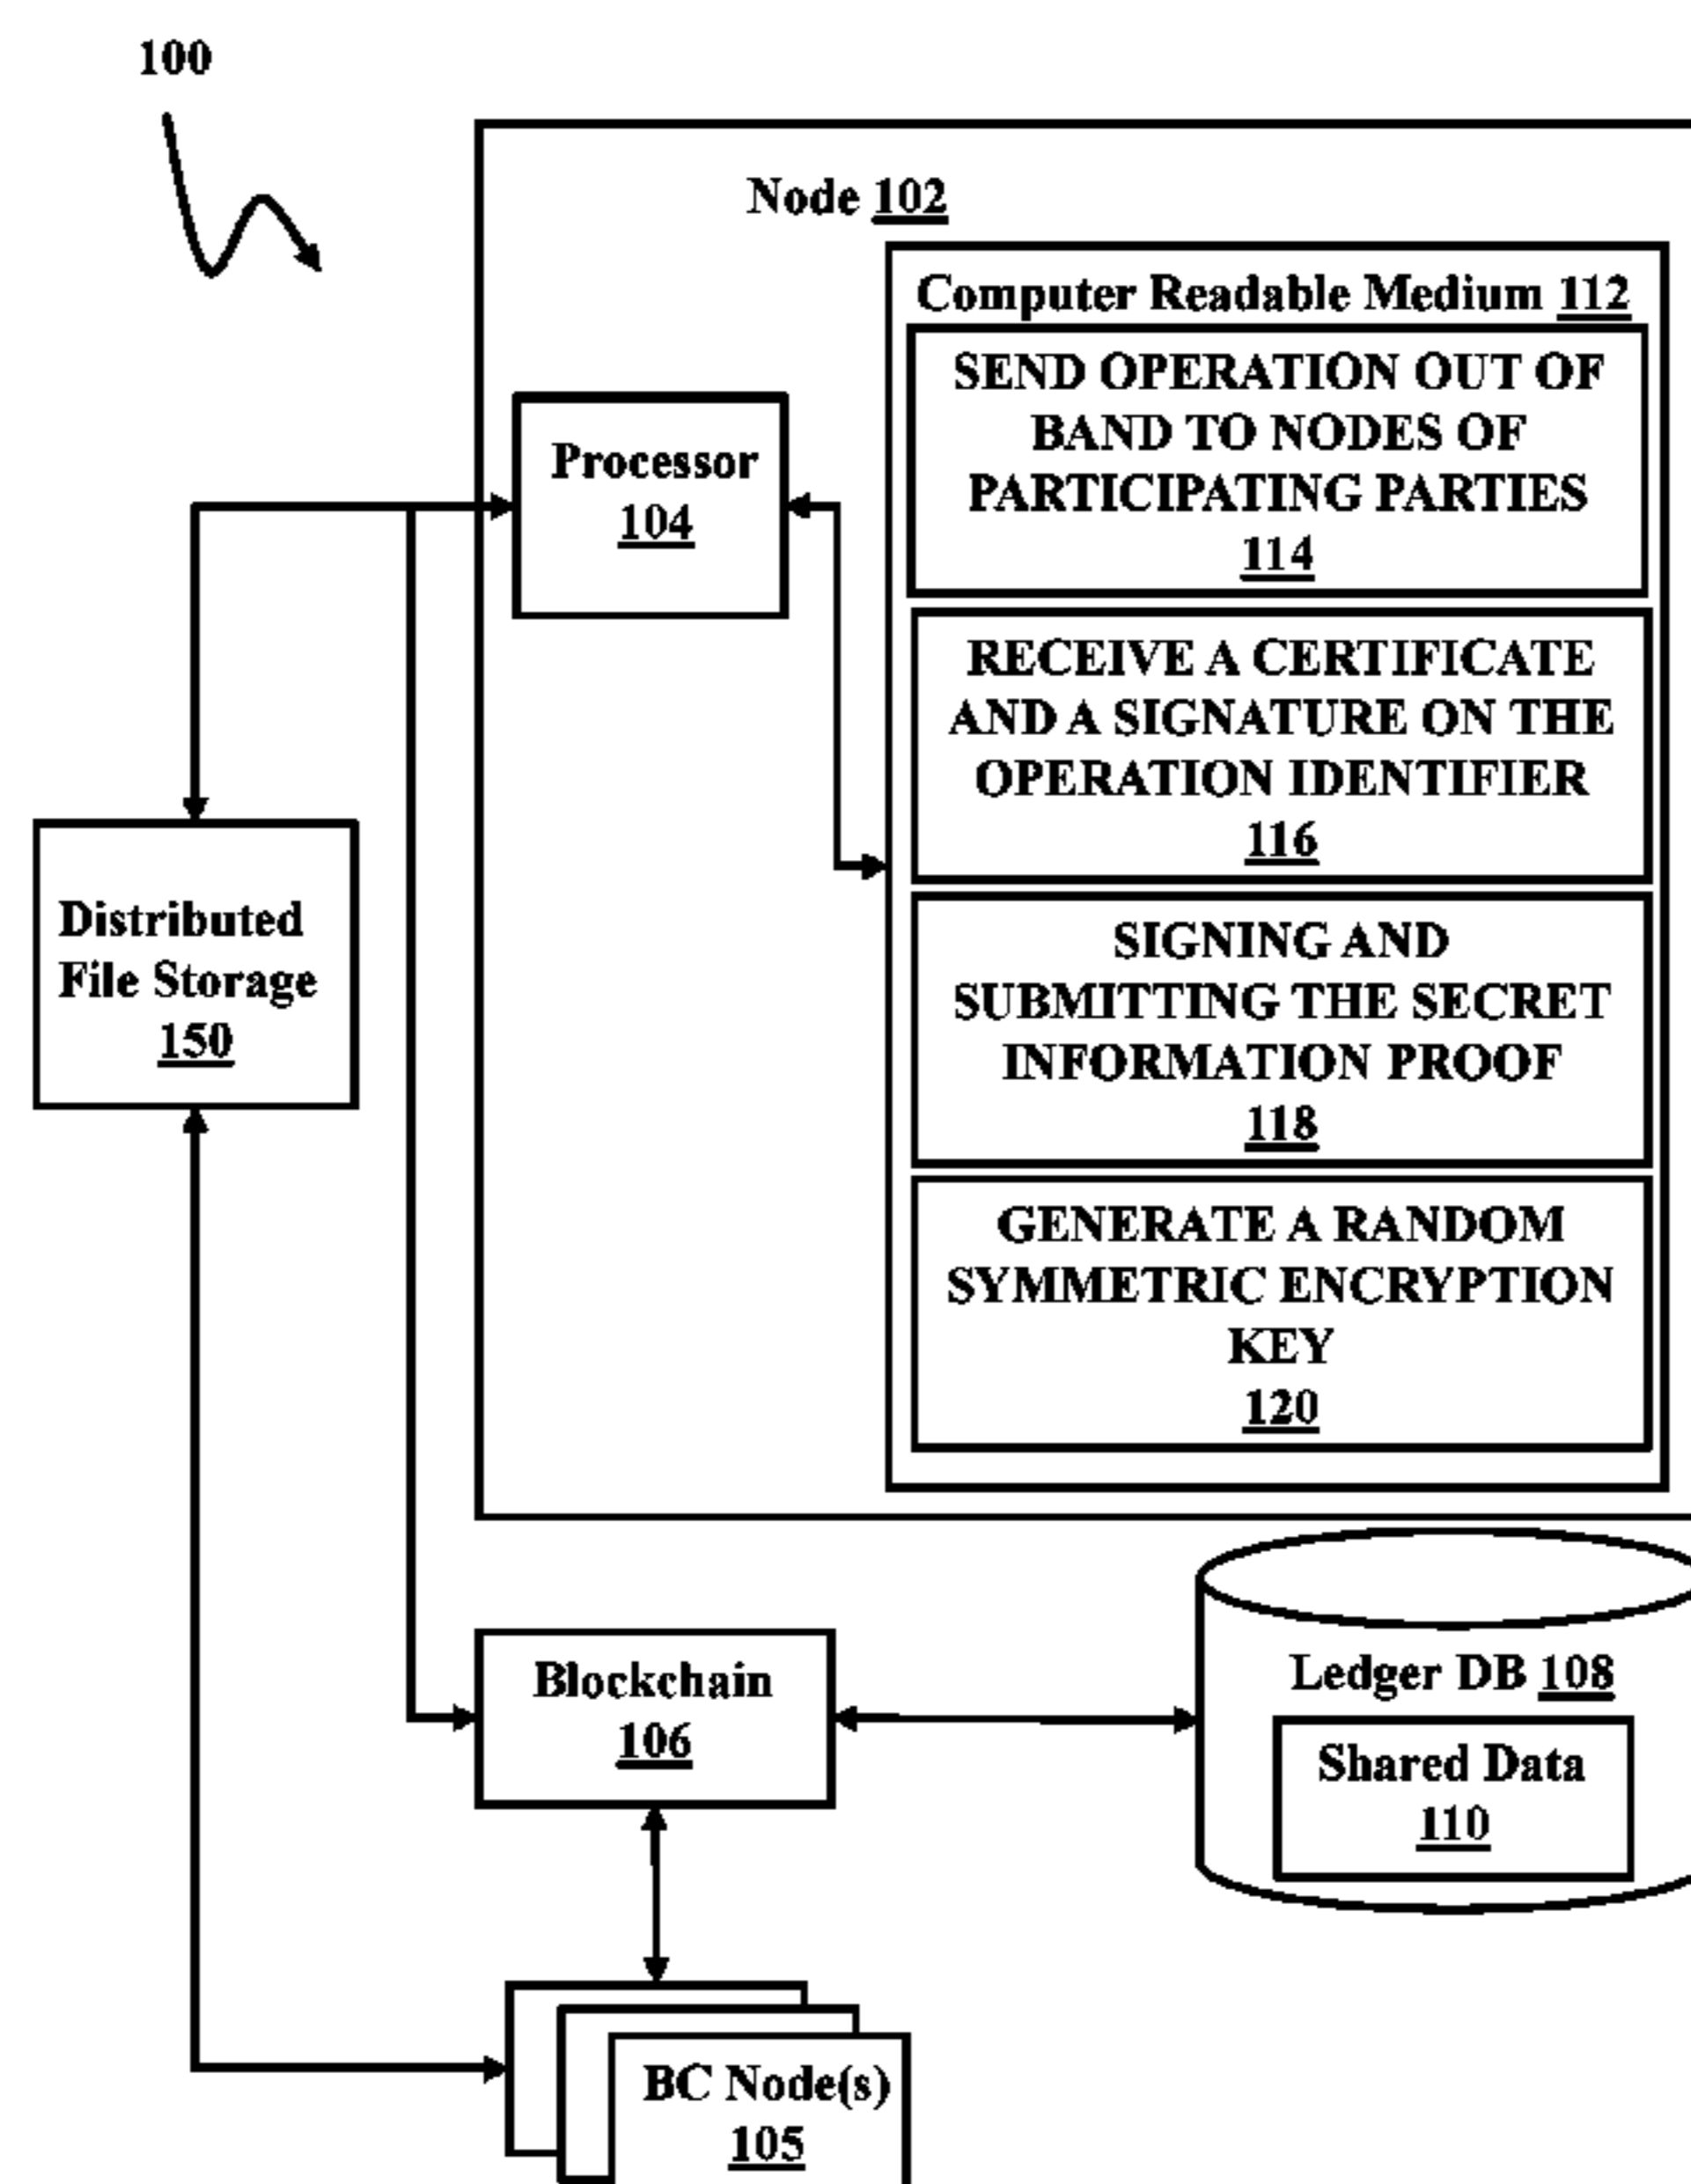 100
Node 102
Computer Readable Medium 112
SEND OPERATION OUT OF
BAND TO NODES OF
PARTICIPATING PARTIES
114
Processor
104
RECEIVE A CERTIFICATE
AND A SIGNATURE ON THE
OPERATION IDENTIFIER
116
Distributed
File Storage
150
SIGNING AND
SUBMITTING THE SECRET
INFORMATION PROOF
118
GENERATE A RANDOM
SYMMETRIC ENCRYPTION
KEY
120
Blockchain
106
Ledger DB 108
Shared Data
110
BC Node(s)
105